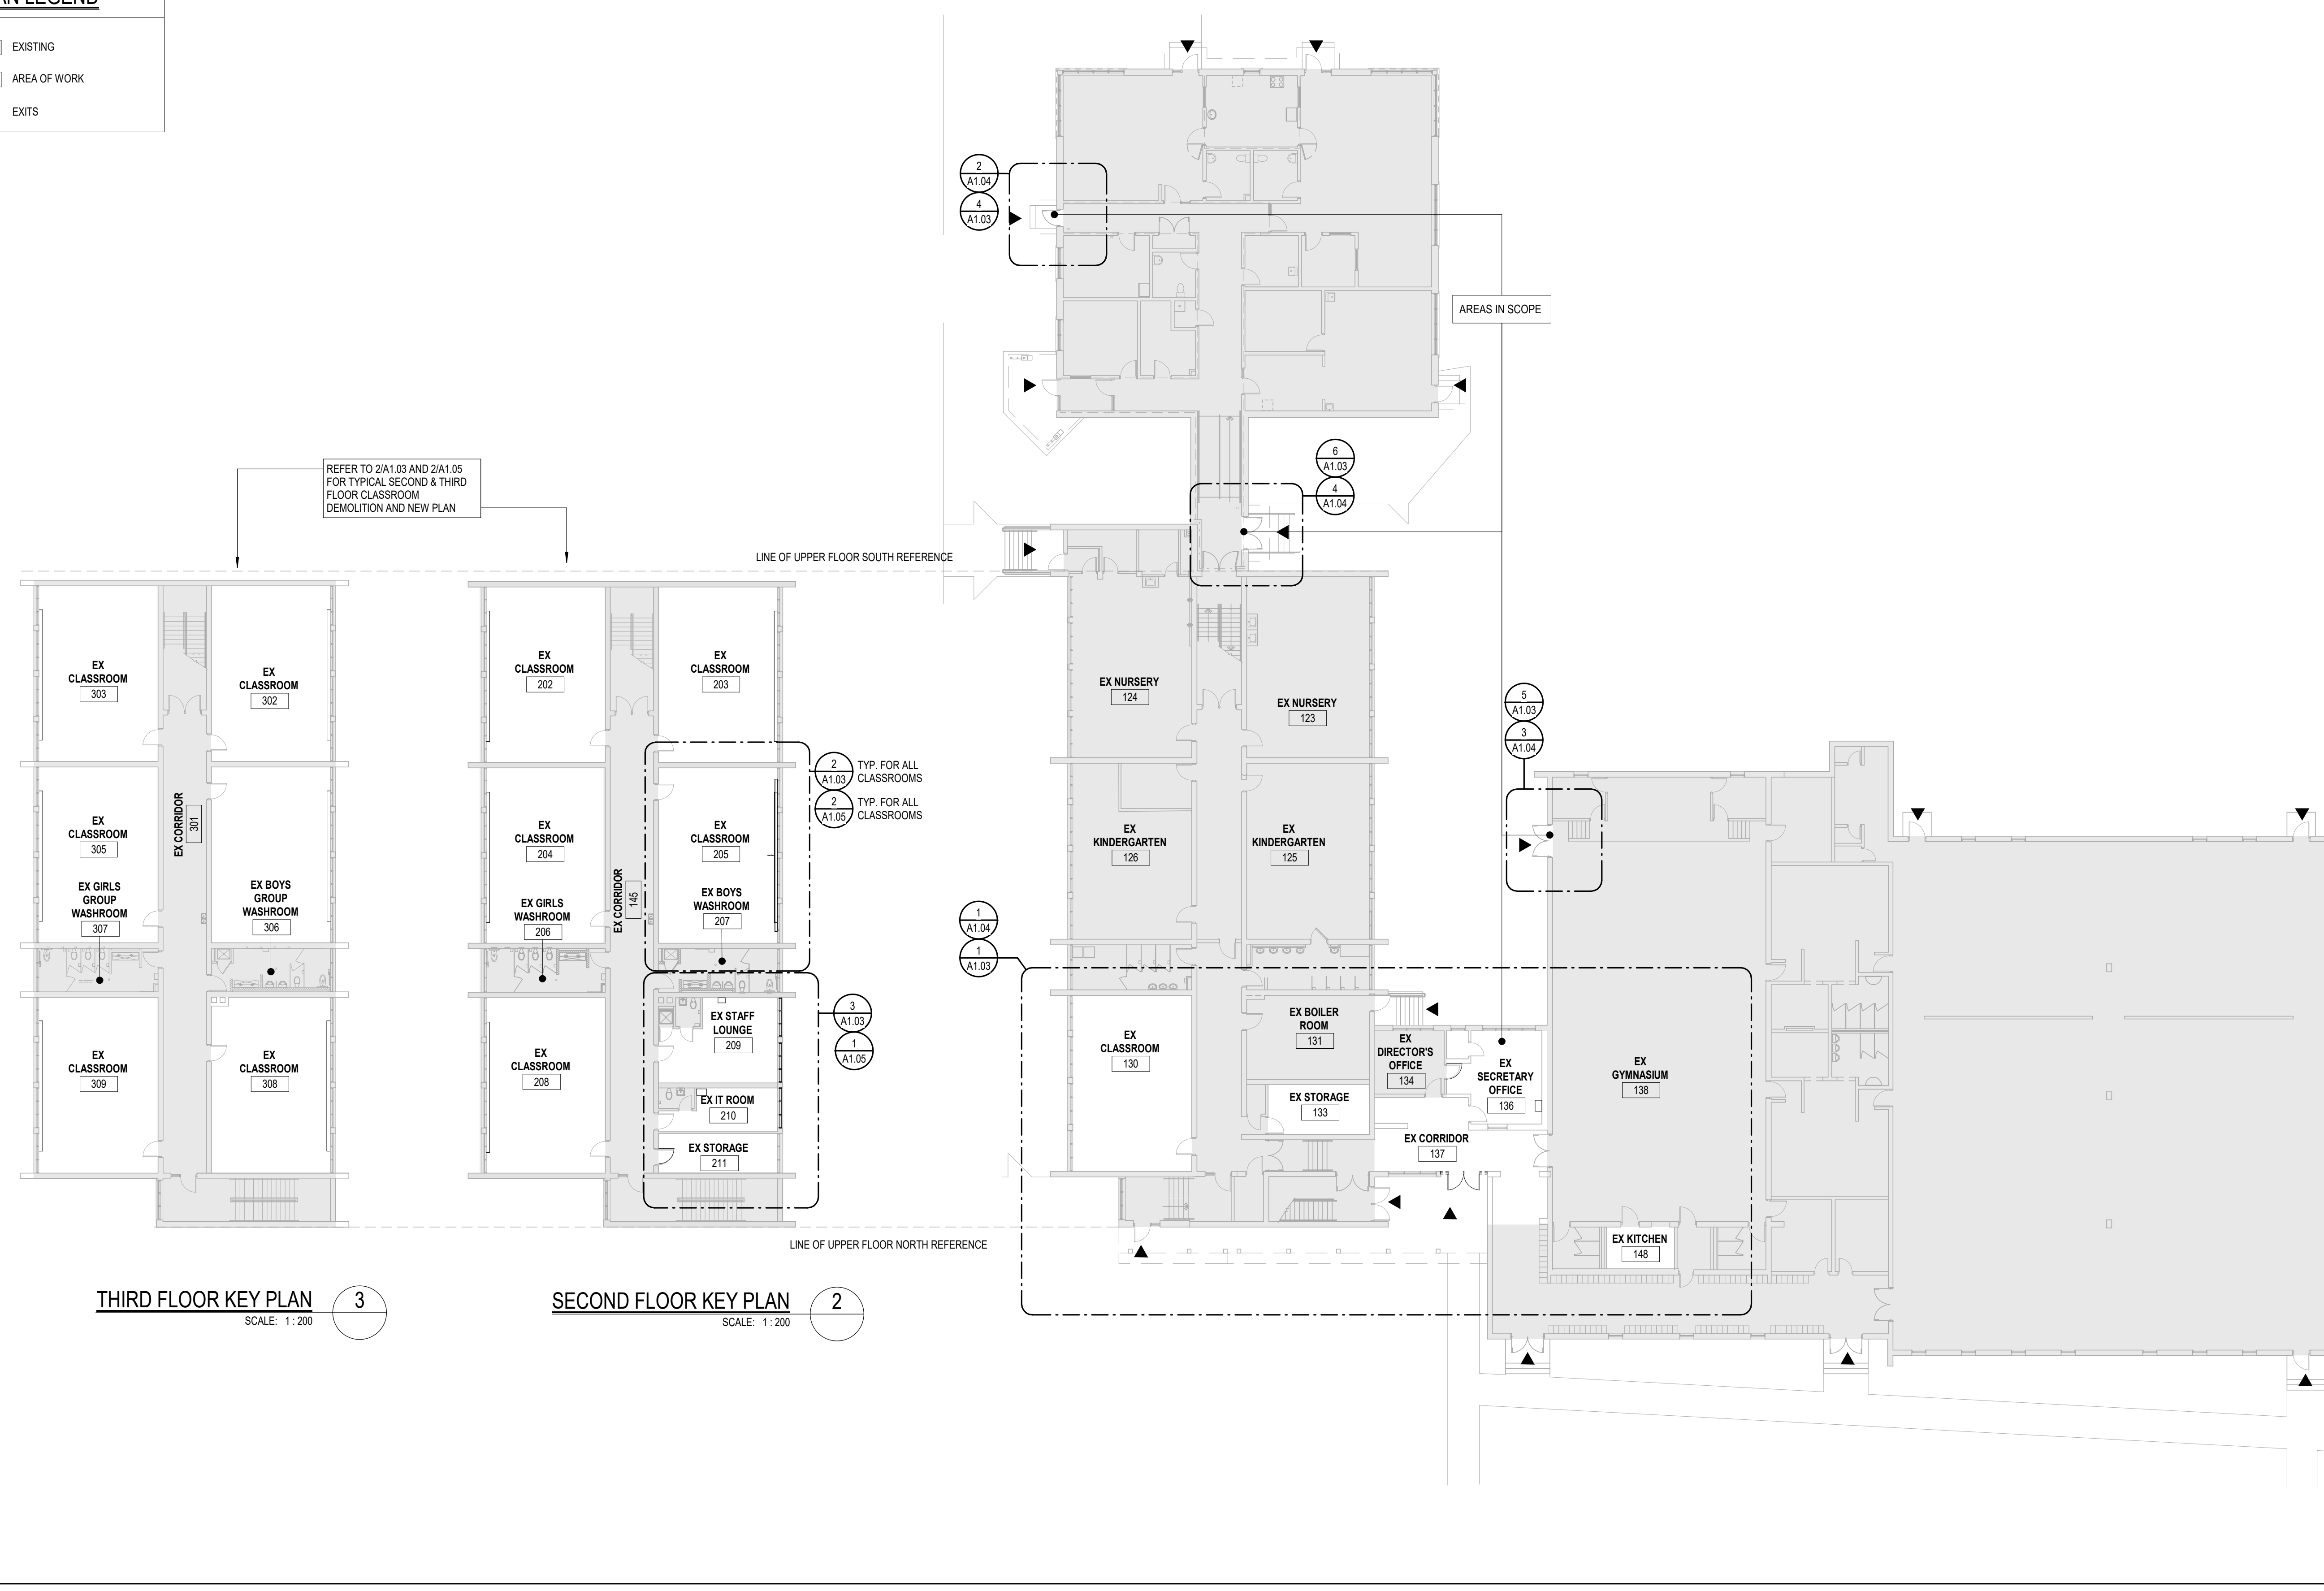 LEGEND
EXISTING
AREA OF WORK
EXITS
2
A1.04
4
A1.03
AREAS IN SCOPE
6
A1.03
4
A1.04
REFER TO 2/A1.03 AND 2/A1.05
FOR TYPICAL SECOND & THIRD
FLOOR CLASSROOM
DEMOLITION AND NEW PLAN
LINE OF UPPER FLOOR SOUTH REFERENCE
EX
CLASSROOM
303
EX
CLASSROOM
302
EX CORRIDOR
301
EX
CLASSROOM
305
EX GIRLS
GROUP
WASHROOM
307
EX BOYS
GROUP
WASHROOM
306
EX
CLASSROOM
309
EX
CLASSROOM
308
EX
CLASSROOM
202
EX
CLASSROOM
203
EX
CLASSROOM
204
EX
CLASSROOM
205
EX GIRLS
WASHROOM
206
EX CORRIDOR
145
EX BOYS
WASHROOM
207
2
A1.03
TYP. FOR ALL
CLASSROOMS
2
A1.05
TYP. FOR ALL
CLASSROOMS
EX
CLASSROOM
208
EX STAFF
LOUNGE
209
EX IT ROOM
210
EX STORAGE
211
3
A1.03
1
A1.05
EX NURSERY
124
EX NURSERY
123
EX
KINDERGARTEN
126
EX
KINDERGARTEN
125
5
A1.03
3
A1.04
1
A1.04
1
A1.03
EX
CLASSROOM
130
EX BOILER
ROOM
131
EX STORAGE
133
EX
DIRECTOR'S
OFFICE
134
EX
SECRETARY
OFFICE
136
EX CORRIDOR
137
EX
GYMNASIUM
138
EX KITCHEN
148
LINE OF UPPER FLOOR NORTH REFERENCE
THIRD FLOOR KEY PLAN
3
SCALE: 1 : 200
SECOND FLOOR KEY PLAN
2
SCALE: 1 : 200